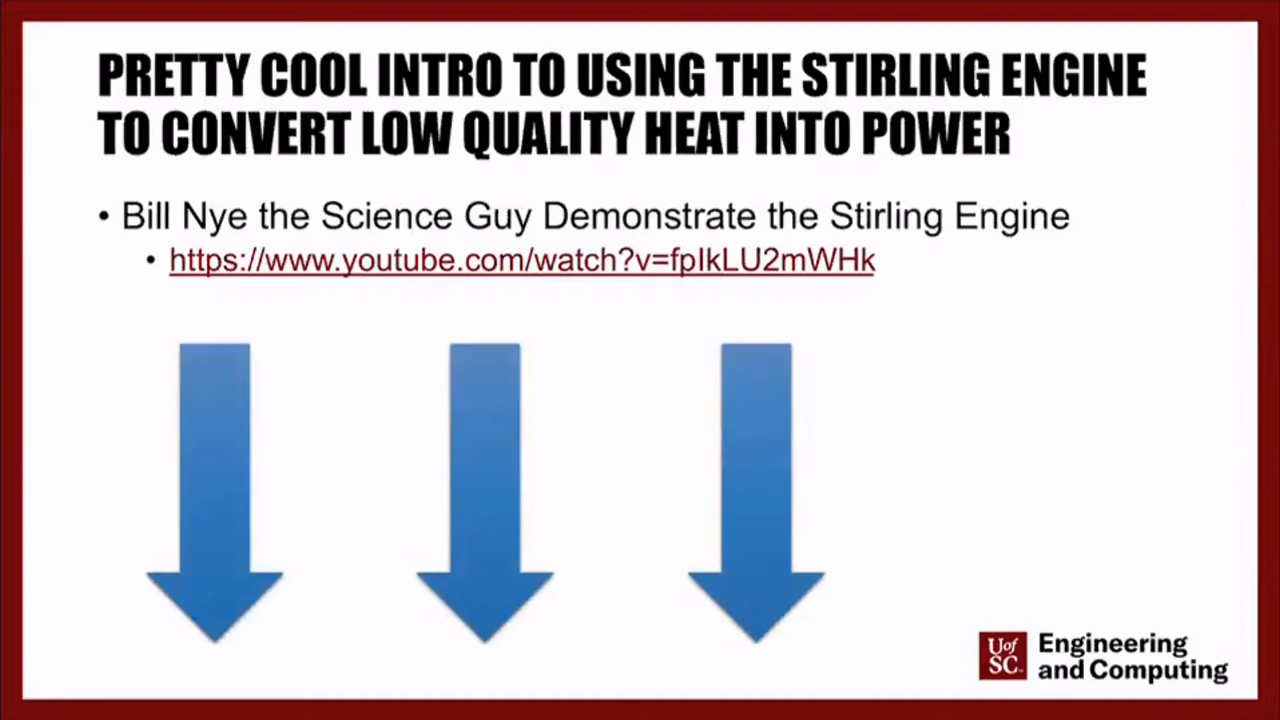 PRETTY COOL INTRO TO USING THE STIRLING ENGINE
TO CONVERT LOW QUALITY HEAT INTO POWER
• Bill Nye the Science Guy Demonstrate the Stirling Engine
• https://www.youtube.com/watch?v=fpIkLU2mWHk
UofSC
Engineering
and Computing